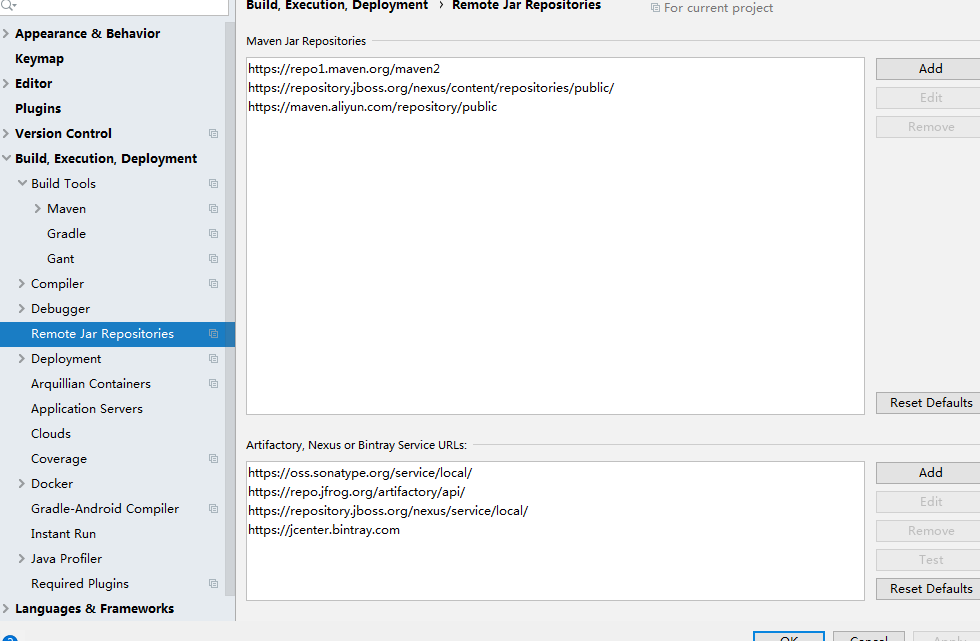 Build, Execution, Deployment › Remote Jar Repositories
For current project
Appearance & Behavior
Keymap
Editor
Plugins
Version Control
Build, Execution, Deployment
Build Tools
Maven
Gradle
Gant
Compiler
Debugger
Remote Jar Repositories
Deployment
Arquillian Containers
Application Servers
Clouds
Coverage
Docker
Gradle-Android Compiler
Instant Run
Java Profiler
Required Plugins
Languages & Frameworks
Maven Jar Repositories
https://repo1.maven.org/maven2
https://repository.jboss.org/nexus/content/repositories/public/
https://maven.aliyun.com/repository/public
Add
Edit
Remove
Reset Defaults
Artifactory, Nexus or Bintray Service URLs:
https://oss.sonatype.org/service/local/
https://repo.jfrog.org/artifactory/api/
https://repository.jboss.org/nexus/service/local/
https://jcenter.bintray.com
Add
Edit
Remove
Test
Reset Defaults
OK
Cancel
Apply